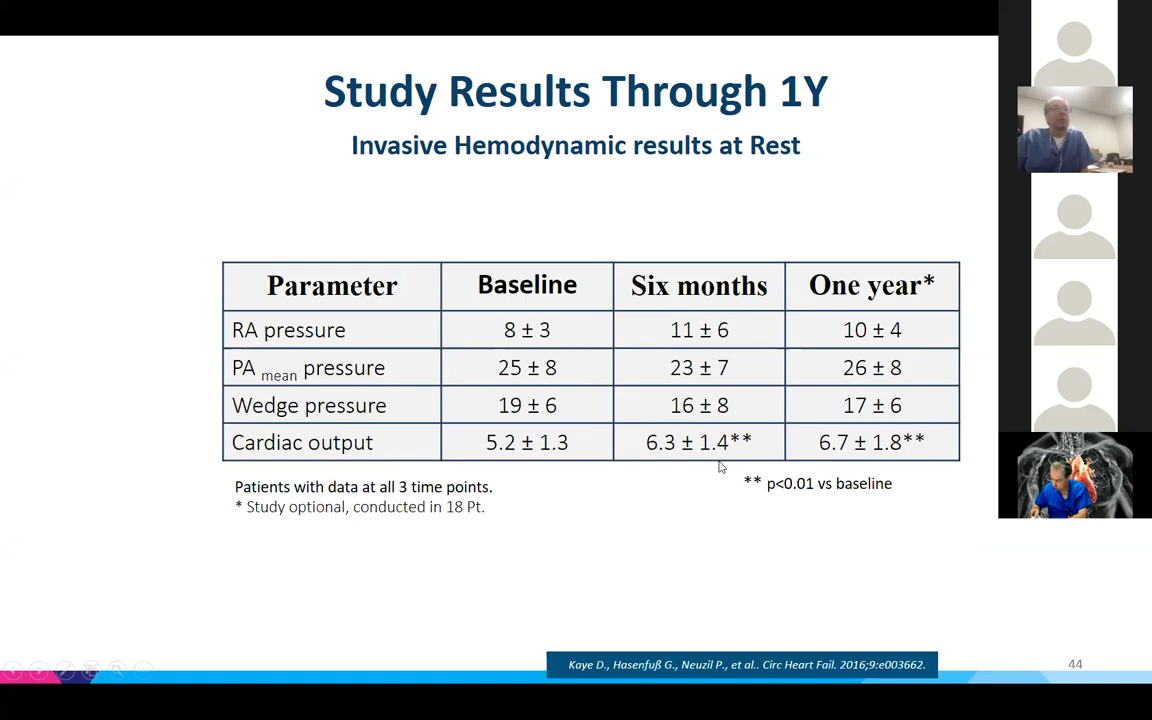 Study Results Through 1Y
Invasive Hemodynamic results at Rest
Parameter Baseline Six months One year*
RA pressure 8 ± 3 11 ± 6 10 ± 4
PA mean pressure 25 ± 8 23 ± 7 26 ± 8
Wedge pressure 19 ± 6 16 ± 8 17 ± 6
Cardiac output 5.2 ± 1.3 6.3 ± 1.4** 6.7 ± 1.8**
Patients with data at all 3 time points.
* Study optional, conducted in 18 Pt.
** p<0.01 vs baseline
Kaye D., Hasenfuß G., Neuzil P., et al.. Circ Heart Fail. 2016;9:e003662.
44